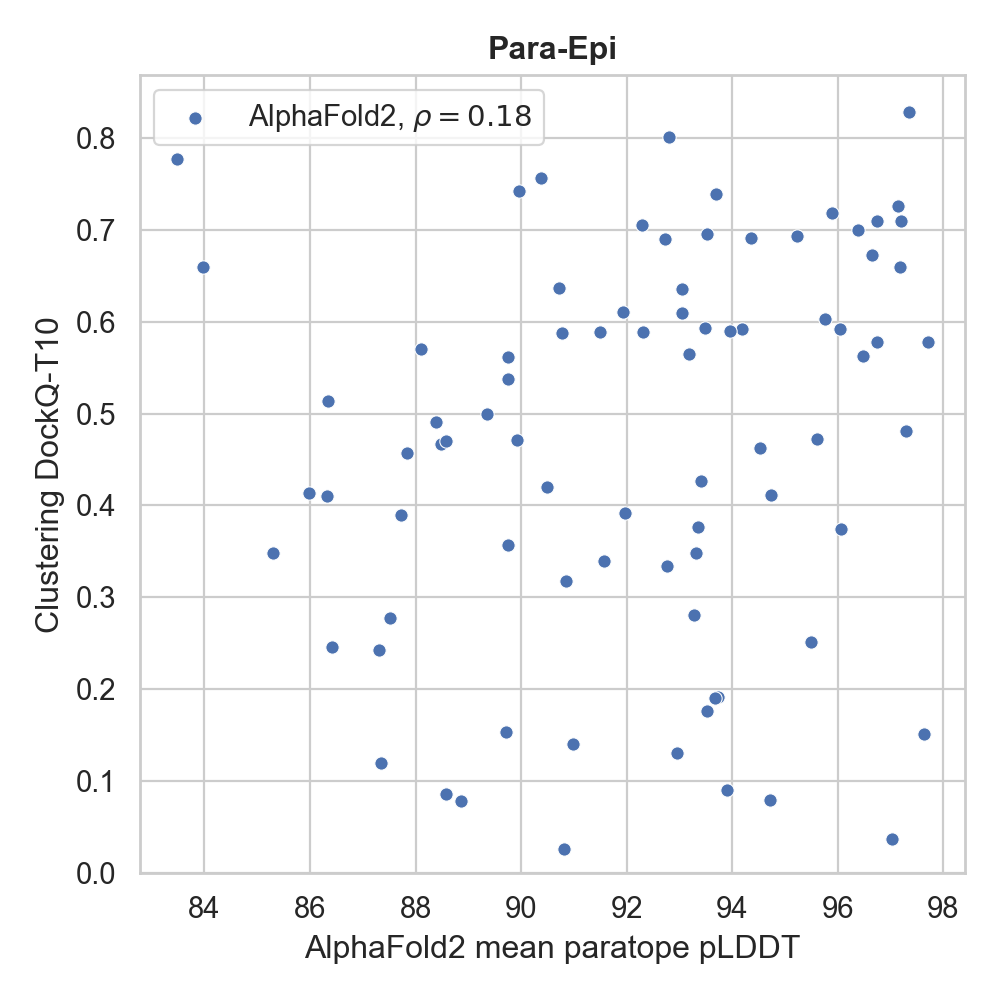 Para-Epi
AlphaFold2, ρ = 0.18
Clustering DockQ-T10
0.8
0.7
0.6
0.5
0.4
0.3
0.2
0.1
0.0
84 86 88 90 92 94 96 98
AlphaFold2 mean paratope pLDDT